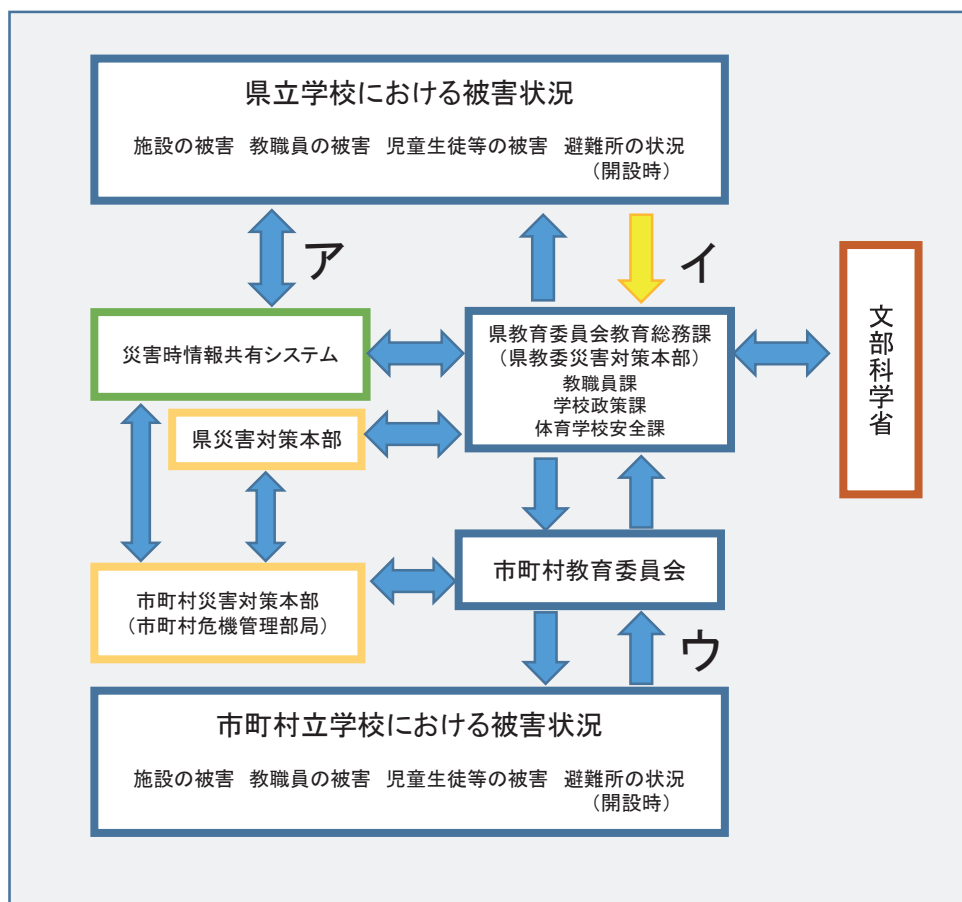 県立学校における被害状況
施設の被害 教職員の被害 児童生徒等の被害 避難所の状況
（開設時）
ア
イ
災害時情報共有システム
県教育委員会教育総務課
（県教委災害対策本部）
教職員課
学校政策課
体育学校安全課
文部科学省
県災害対策本部
市町村教育委員会
市町村災害対策本部
（市町村危機管理部局）
ウ
市町村立学校における被害状況
施設の被害 教職員の被害 児童生徒等の被害 避難所の状況
（開設時）